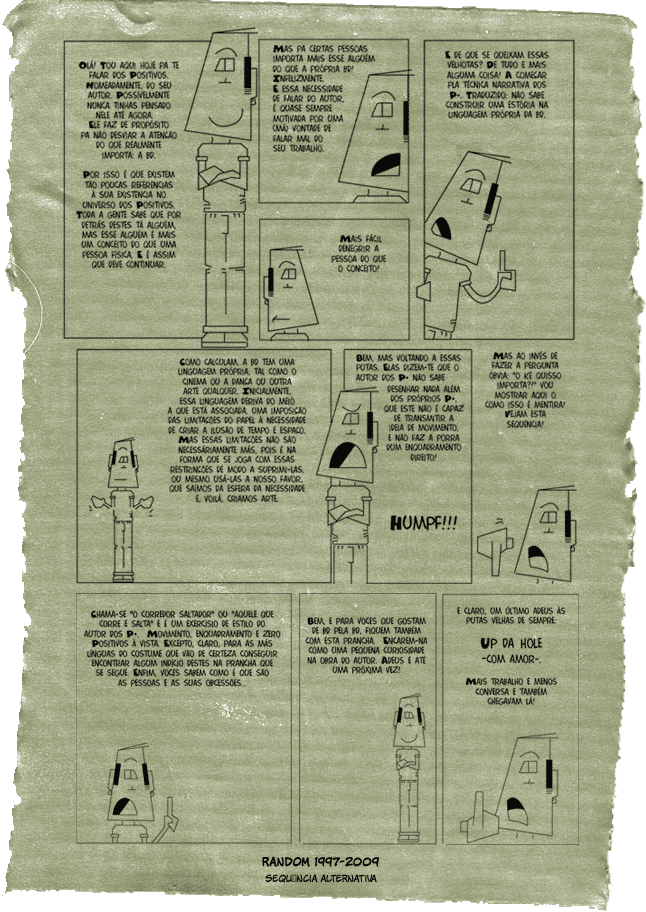 Olá! Tou aqui hoje pa te
falar dos Positivos.
Nomeadamente, do seu
autor. Possivelmente
nunca tinhas pensado
nele até agora.
Ele faz de propósito
pa não desviar a atencão
do que realmente
importa: a BD.
Por isso é que existem
tão poucas referencias
à sua existência no
universo dos Positivos.
Toda a gente sabe que por
detrás destes tá alguém,
mas esse alguém é mais
um conceito do que uma
pessoa física. E é assim
que deve continuar.
Mas pa certas pessoas
importa mais esse alguém
do que a própria BD!
Infelizmente.
E essa necessidade
de falar do autor,
é quase sempre
motivada por uma
(má) vontade de
falar mal do
seu trabalho.
Mais fácil
denegrir a
pessoa do que
o conceito!
E de que se queixam essas
velhotas? De tudo e mais
alguma coisa! A começar
pla técnica narrativa dos
P+. Traduzido: não sabe
construir uma estória na
linguagem própria da BD.
Como calculam, a BD tem uma
linguagem própria, tal como o
cinema ou a danca ou outra
arte qualquer. Inicialmente,
essa linguagem deriva do meio
a que está associada, uma imposição
das limitações do papel à necessidade
de criar a ilusão de tempo e espaço.
Mas essas limitações não são
necessáriamente más, pois é na
forma que se joga com essas
restrincões de modo a suprimi-las,
ou mesmo usá-las a nosso favor,
que saímos da esfera da necessidade
e, voilá, criamos arte.
Bem, mas voltando a essas
putas. Elas dizem-te que o
autor dos P+ não sabe
desenhar nada além
dos próprios P+,
que este não é capaz
de transmitir a
ideia de movimento,
e não faz a porra
dum enquadramento
direito!
Humpf!!!
Mas ao invés de
fazer a pergunta
óbvia: "O ké quisso
importa?!" vou
mostrar aqui o
como isso é mentira!
Vejam esta
sequencia!
Chama-se "O corredor saltador" ou "Aquele que
corre e salta" e é um exercísio de estilo do
autor dos P+. Movimento, enquadramento e zero
Positivos à vista. Excepto, claro, para as más
línguas do costume que vão de certeza conseguir
encontrar algum indício destes na prancha que
se segue. Enfim, voces sabem como é que são
as pessoas e as suas obcessões...
Bem, e para voces que gostam
de BD pela BD, fiquem também
com esta prancha. Encarem-na
como uma pequena curiosidade
na obra do autor. Adeus e até
uma próxima vez!
E claro, um último adeus às
putas velhas de sempre:
Up da hole
-com amor-.
Mais trabalho e menos
conversa e também
chegavam lá!
RANDOM 1997-2009
SEQUÊNCIA ALTERNATIVA